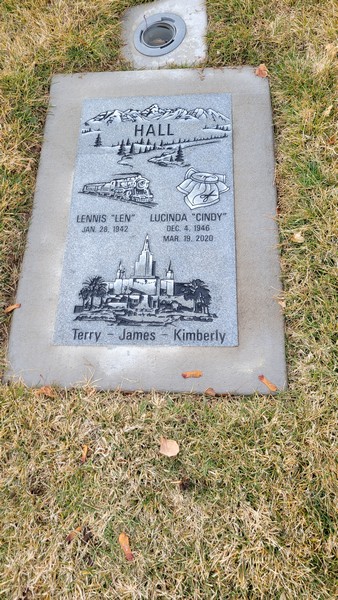 HALL
LENNIS "LEN" LUCINDA "CINDY"
JAN. 28, 1942 DEC. 4, 1946
MAR. 19, 2020
Terry - James - Kimberly